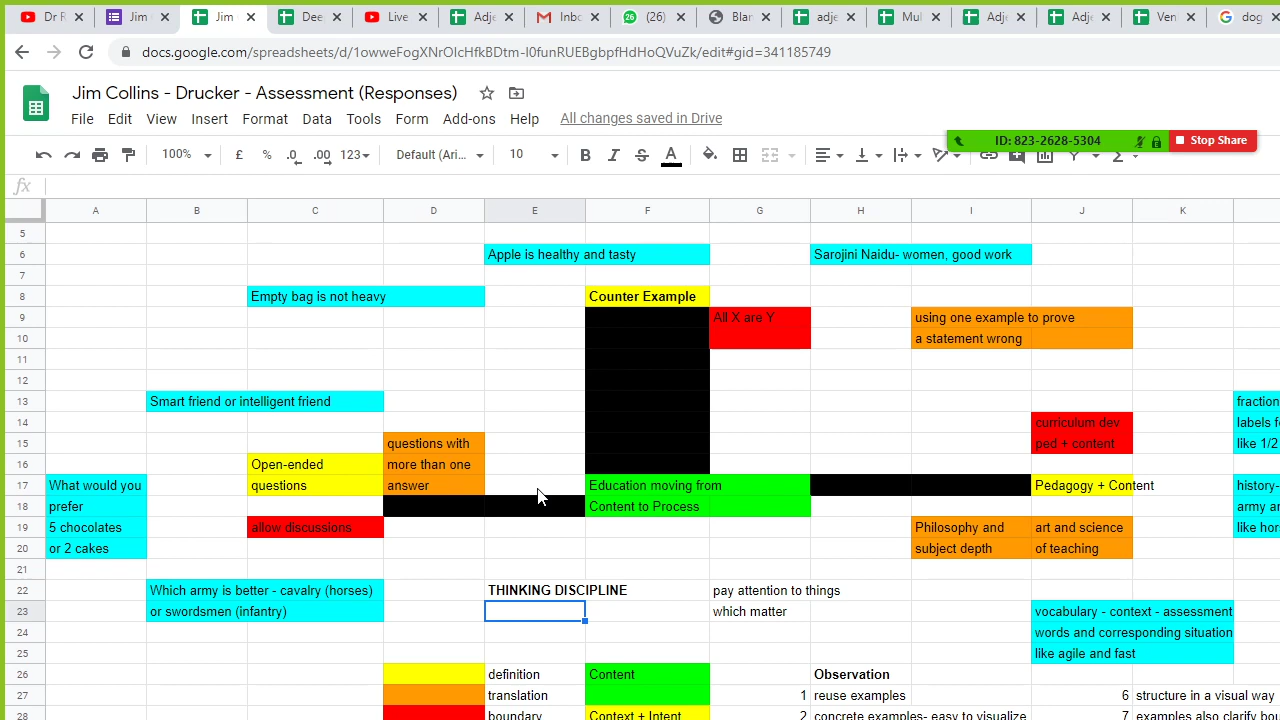 Dr R
Jim
Jim
Dee
Live
Adje
Inbo
26 (26)
Blar
adje
Mul
Adje
Adje
Ven
dog
docs.google.com/spreadsheets/d/1owweFogXNrOlcHfkBDtm-l0funRUEBgbpfHdHoQVuZk/edit#gid=341185749
Jim Collins - Drucker - Assessment (Responses)
File Edit View Insert Format Data Tools Form Add-ons Help All changes saved in Drive
ID: 823-2628-5304 Stop Share
100% £ % .0 .00 123 Default (Ari... 10 B I S A
fx
A B C D E F G H I J K
5
6 Apple is healthy and tasty Sarojini Naidu- women, good work
7
8 Empty bag is not heavy Counter Example
9 All X are Y using one example to prove
10 a statement wrong
11
12
13 Smart friend or intelligent friend fraction
14 curriculum dev labels f
15 questions with ped + content like 1/2
16 Open-ended more than one
17 What would you questions answer Education moving from Pedagogy + Content history-
18 prefer Content to Process army ar
19 5 chocolates allow discussions Philosophy and art and science like hor
20 or 2 cakes subject depth of teaching
21
22 Which army is better - cavalry (horses) THINKING DISCIPLINE pay attention to things
23 or swordsmen (infantry) which matter vocabulary - context - assessment
24 words and corresponding situation
25 like agile and fast
26 definition Content Observation
27 translation 1 reuse examples 6 structure in a visual way
28 boundary Context + Intent 2 concrete examples- easy to visualize 7 examples also clarify